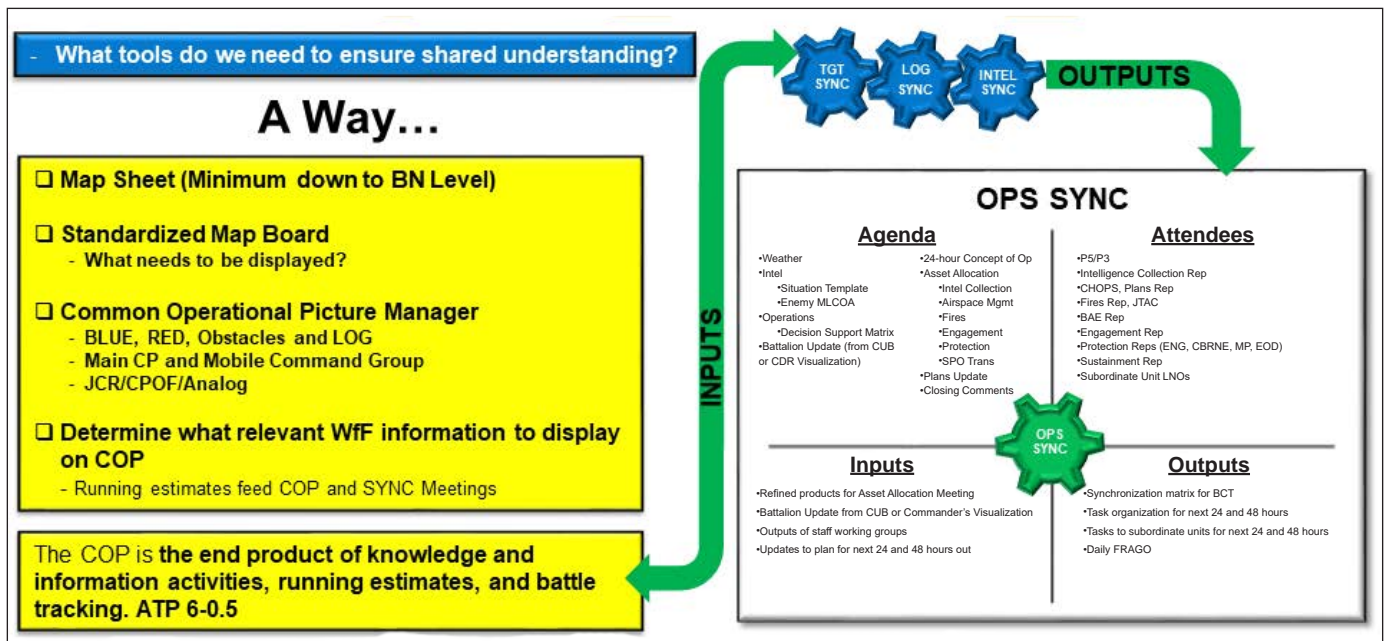 - What tools do we need to ensure shared understanding?
A Way…
❑ Map Sheet (Minimum down to BN Level)
❑ Standardized Map Board
- What needs to be displayed?
❑ Common Operational Picture Manager
- BLUE, RED, Obstacles and LOG
- Main CP and Mobile Command Group
- JCR/CPOF/Analog
❑ Determine what relevant WfF information to display
on COP
- Running estimates feed COP and SYNC Meetings
The COP is the end product of knowledge and
information activities, running estimates, and battle
tracking. ATP 6-0.5
INPUTS
TGT
SYNC
LOG
SYNC
INTEL
SYNC
OUTPUTS
OPS SYNC
Agenda
•Weather
•Intel
•Situation Template
•Enemy MLCOA
•Operations
•Decision Support Matrix
•Battalion Update (from CUB
or CDR Visualization)
•24-hour Concept of Op
•Asset Allocation
•Intel Collection
•Airspace Mgmt
•Fires
•Engagement
•Protection
•SPO Trans
•Plans Update
•Closing Comments
Attendees
•P5/P3
•Intelligence Collection Rep
•CHOPS, Plans Rep
•Fires Rep, JTAC
•BAE Rep
•Engagement Rep
•Protection Reps (ENG, CBRNE, MP, EOD)
•Sustainment Rep
•Subordinate Unit LNOs
OPS
SYNC
Inputs
•Refined products for Asset Allocation Meeting
•Battalion Update from CUB or Commander's Visualization
•Outputs of staff working groups
•Updates to plan for next 24 and 48 hours out
Outputs
•Synchronization matrix for BCT
•Task organization for next 24 and 48 hours
•Tasks to subordinate units for next 24 and 48 hours
•Daily FRAGO